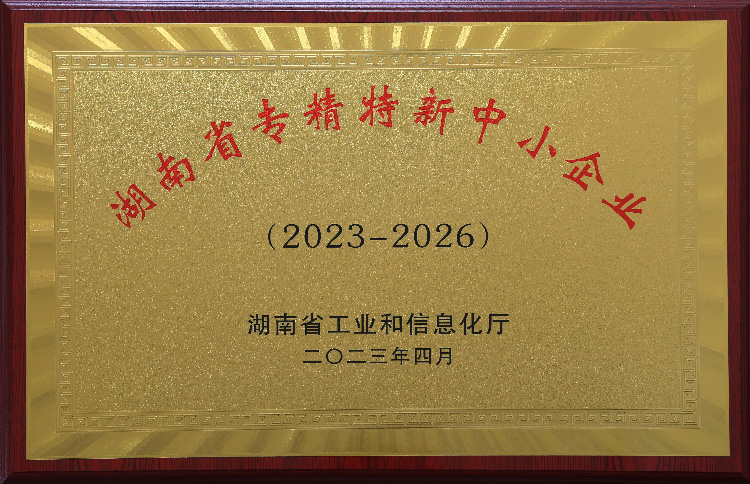 湖南省专精特新中小企业
（2023-2026）
湖南省工业和信息化厅
二〇二三年四月